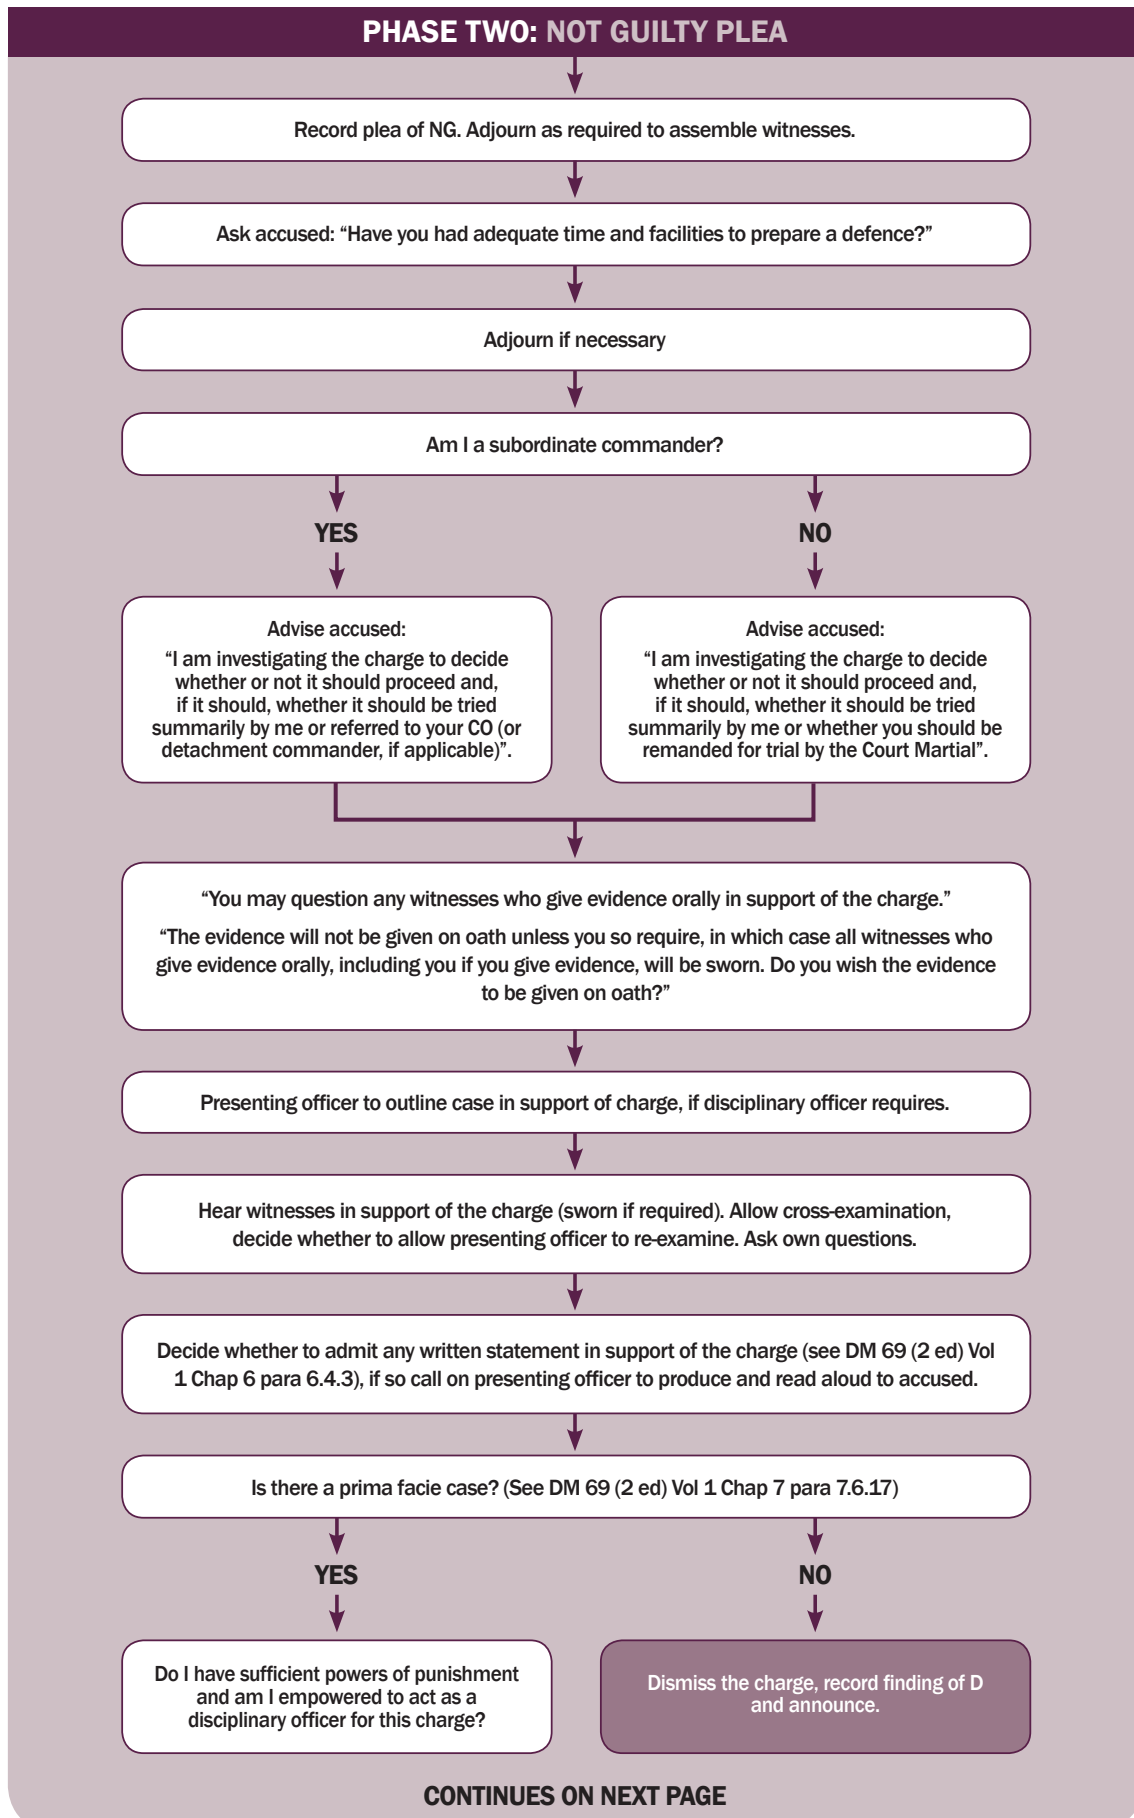 PHASE TWO: NOT GUILTY PLEA
Record plea of NG. Adjourn as required to assemble witnesses.
Ask accused: “Have you had adequate time and facilities to prepare a defence?”
Adjourn if necessary
Am I a subordinate commander?
YES
NO
Advise accused:
“I am investigating the charge to decide
whether or not it should proceed and,
if it should, whether it should be tried
summarily by me or referred to your CO (or
detachment commander, if applicable)”.
Advise accused:
“I am investigating the charge to decide
whether or not it should proceed and,
if it should, whether it should be tried
summarily by me or whether you should be
remanded for trial by the Court Martial”.
“You may question any witnesses who give evidence orally in support of the charge.”
“The evidence will not be given on oath unless you so require, in which case all witnesses who
give evidence orally, including you if you give evidence, will be sworn. Do you wish the evidence
to be given on oath?”
Presenting officer to outline case in support of charge, if disciplinary officer requires.
Hear witnesses in support of the charge (sworn if required). Allow cross-examination,
decide whether to allow presenting officer to re-examine. Ask own questions.
Decide whether to admit any written statement in support of the charge (see DM 69 (2 ed) Vol
1 Chap 6 para 6.4.3), if so call on presenting officer to produce and read aloud to accused.
Is there a prima facie case? (See DM 69 (2 ed) Vol 1 Chap 7 para 7.6.17)
YES
NO
Do I have sufficient powers of punishment
and am I empowered to act as a
disciplinary officer for this charge?
Dismiss the charge, record finding of D
and announce.
CONTINUES ON NEXT PAGE